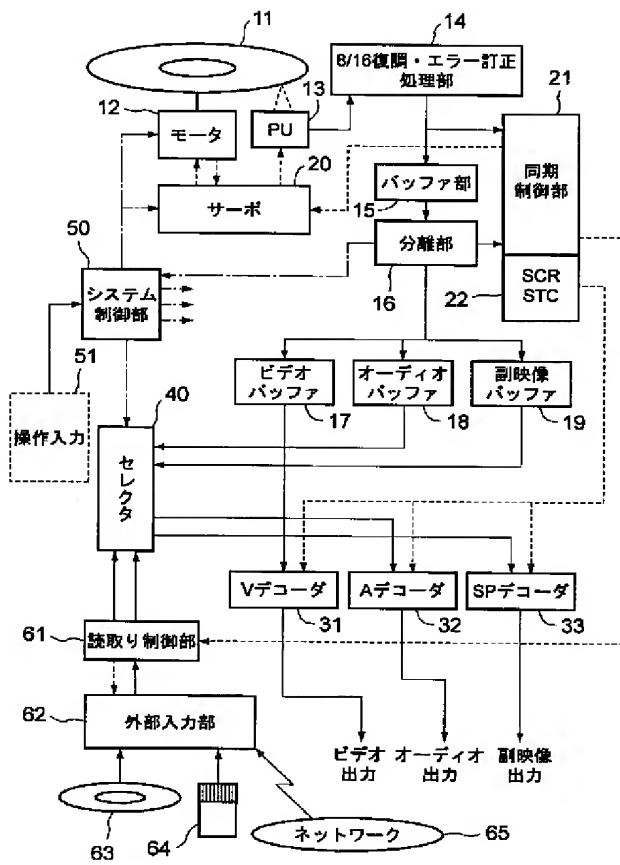 11
14
8/16復調・エラー訂正
処理部
21
12
モータ
13
PU
20
サーボ
バッファ部
15
同期
制御部
50
分離部
16
22
SCR
STC
システム
制御部
51
操作入力
40
セレクタ
ビデオ
バッファ
17
オーディオ
バッファ
18
副映像
バッファ
19
Vデコーダ
31
Aデコーダ
32
SPデコーダ
33
61
読取り制御部
62
外部入力部
ビデオ
出力
オーディオ
出力
副映像
出力
63
64
ネットワーク
65